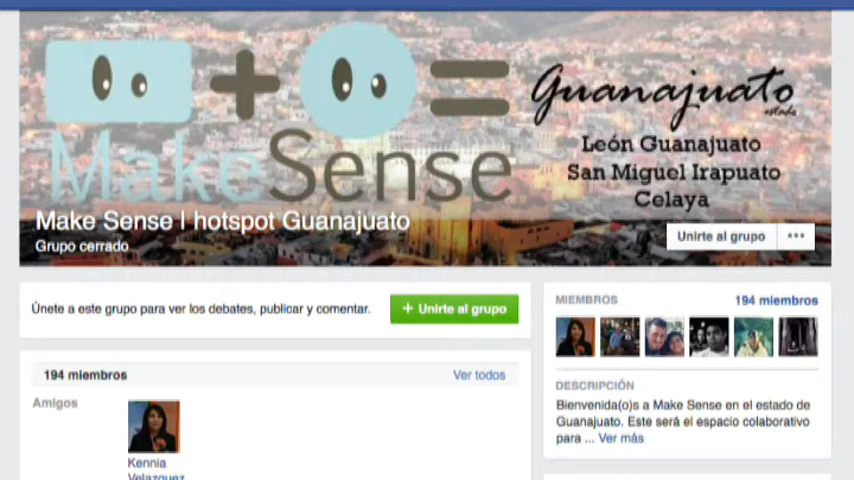 MakeSense
Guanajuato
estado
León Guanajuato
San Miguel Irapuato
Celaya
Make Sense | hotspot Guanajuato
Grupo cerrado
Unirte al grupo
Únete a este grupo para ver los debates, publicar y comentar.
+ Unirte al grupo
MIEMBROS
194 miembros
194 miembros
Ver todos
Amigos
Kennia
Velazquez
DESCRIPCIÓN
Bienvenida(o)s a Make Sense en el estado de
Guanajuato. Este será el espacio colaborativo
para ... Ver más